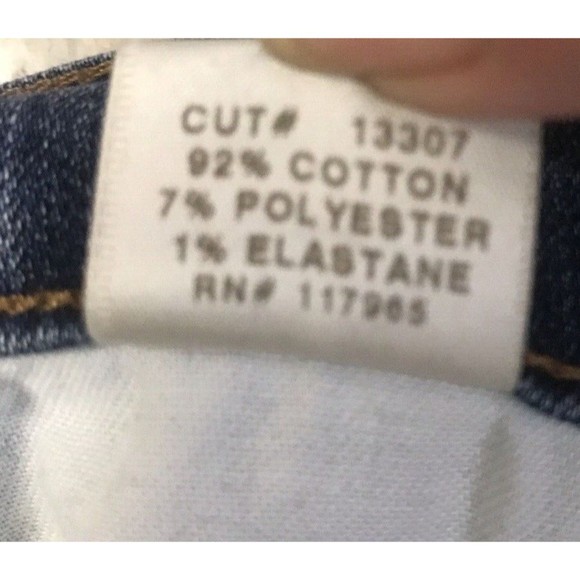 CUT# 13307
92% COTTON
7% POLYESTER
1% ELASTANE
RN# 117965